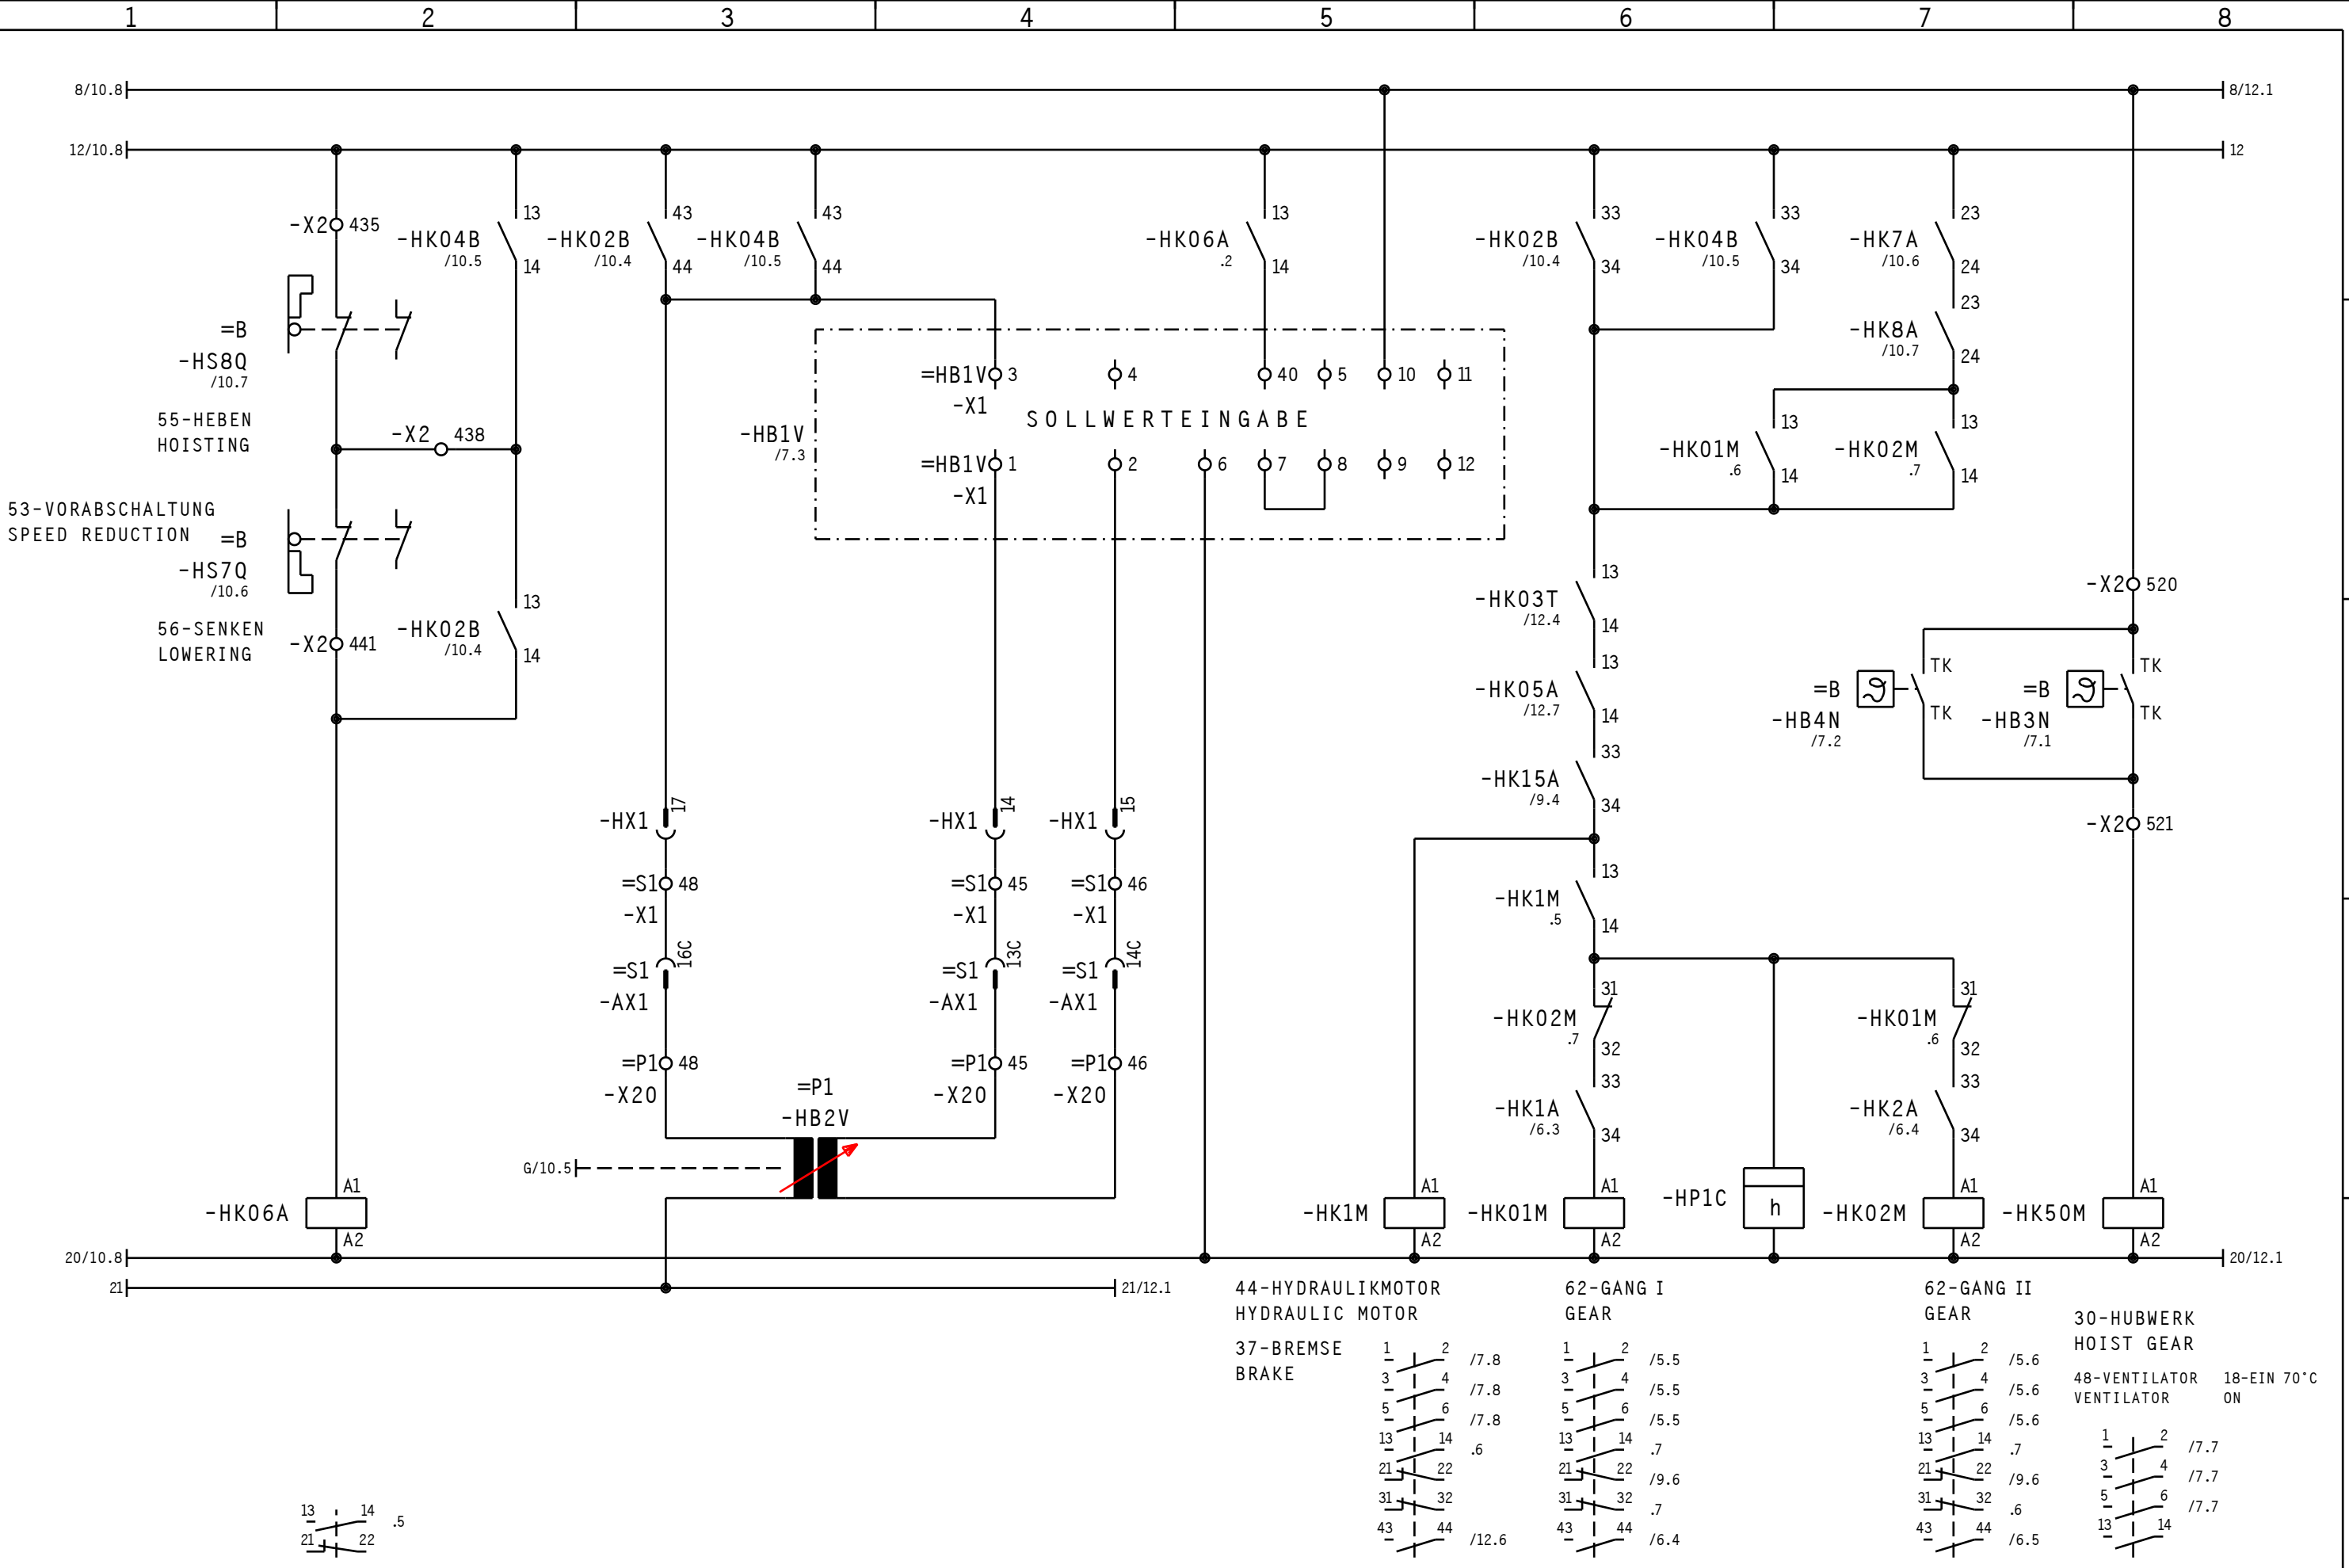 1 2 3 4 5 6 7 8
8/10.8 8/12.1
12/10.8 12
-X2 435
-HK04B /10.5 13 14
-HK02B /10.4 43 44
-HK04B /10.5 43 44
-HK06A .2 13 14
-HK02B /10.4 33 34
-HK04B /10.5 33 34
-HK7A /10.6 23 24
=B
-HS8Q
/10.7
-HK8A /10.7 23 24
=HB1V 3 4 40 5 10 11
-X1
55-HEBEN
HOISTING
-X2 438
-HB1V
/7.3
SOLLWERTEINGABE
=HB1V 1 2 6 7 8 9 12
-X1
-HK01M .6 13 14
-HK02M .7 13 14
53-VORABSCHALTUNG
SPEED REDUCTION
=B
-HS7Q
/10.6
56-SENKEN
LOWERING
-X2 441
-HK02B /10.4 13 14
-HK03T /12.4 13 14
-HK05A /12.7 13 14
-HK15A /9.4 33 34
-X2 520
=B
-HB4N
/7.2
TK
TK
=B
-HB3N
/7.1
TK
TK
-X2 521
-HX1 17
-HX1 14
-HX1 15
=S1 48
-X1
=S1 45
-X1
=S1 46
-X1
-HK1M .5 13 14
=S1 16C
-AX1
=S1 13C
-AX1
=S1 14C
-AX1
-HK02M .7 31 32
-HK01M .6 31 32
=P1 48
-X20
=P1 45
-X20
=P1 46
-X20
=P1
-HB2V
-HK1A /6.3 33 34
-HK2A /6.4 33 34
G/10.5
-HK06A A1 A2
-HK1M A1 A2
-HK01M A1 A2
-HP1C h
-HK02M A1 A2
-HK50M A1 A2
20/10.8 20/12.1
21 21/12.1
44-HYDRAULIKMOTOR
HYDRAULIC MOTOR
37-BREMSE
BRAKE
1 2 /7.8
3 4 /7.8
5 6 /7.8
13 14 .6
21 22
31 32
43 44 /12.6
62-GANG I
GEAR
1 2 /5.5
3 4 /5.5
5 6 /5.5
13 14 .7
21 22 /9.6
31 32 .7
43 44 /6.4
62-GANG II
GEAR
1 2 /5.6
3 4 /5.6
5 6 /5.6
13 14 .7
21 22 /9.6
31 32 .6
43 44 /6.5
30-HUBWERK
HOIST GEAR
48-VENTILATOR 18-EIN 70°C
VENTILATOR ON
1 2 /7.7
3 4 /7.7
5 6 /7.7
13 14
13 14 .5
21 22